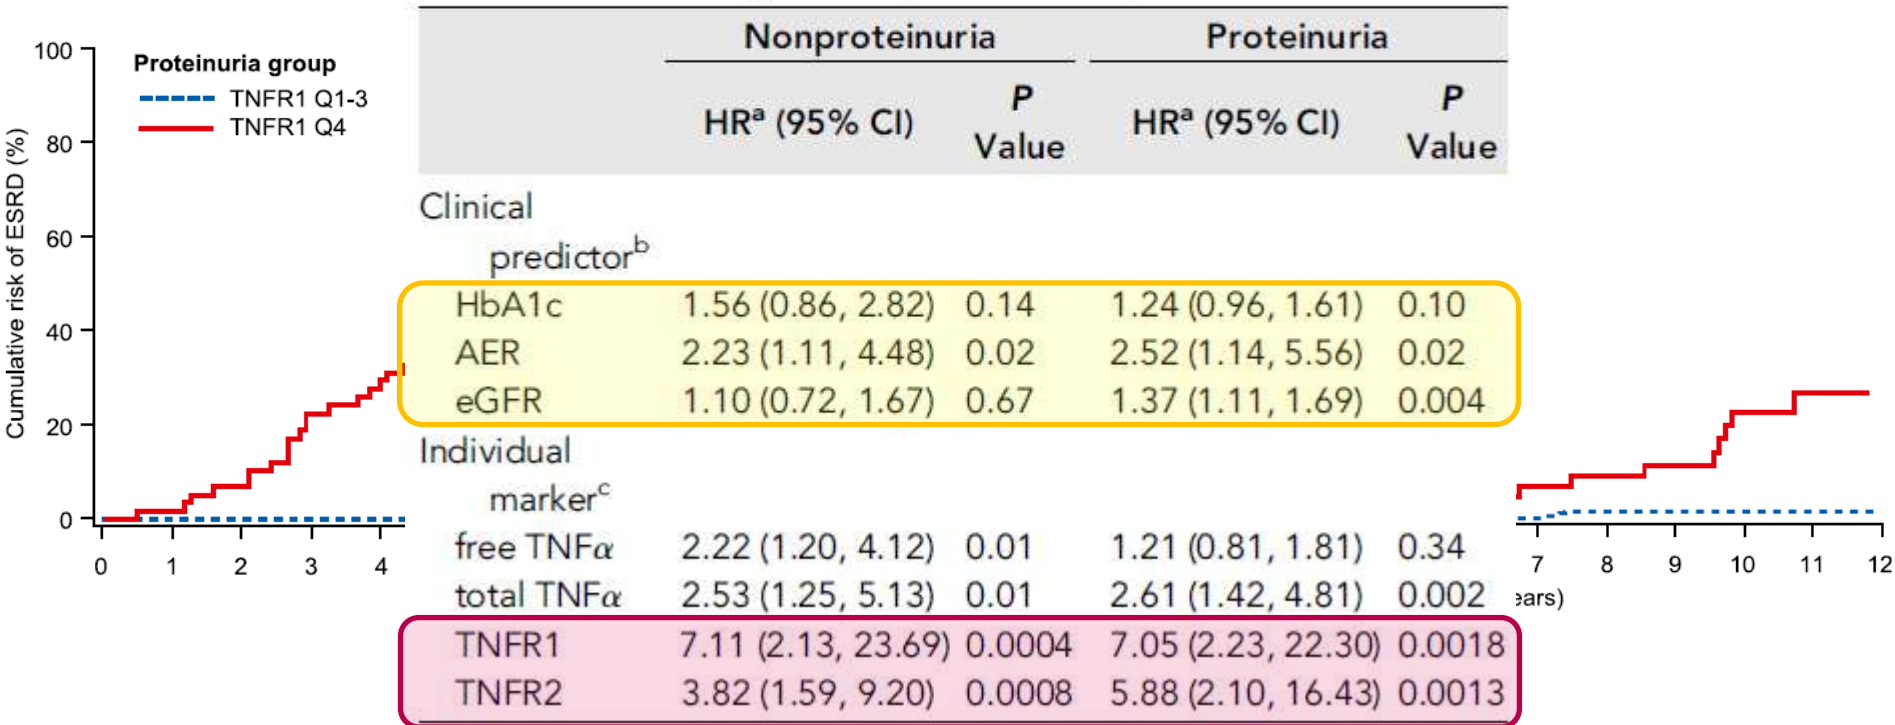 Cumulative risk of ESRD (%)
100
80
60
40
20
0
Proteinuria group
TNFR1 Q1-3
TNFR1 Q4
0 1 2 3 4
Nonproteinuria Proteinuria
HRᵃ (95% CI) P Value HRᵃ (95% CI) P Value
Clinical
predictorᵇ
HbA1c 1.56 (0.86, 2.82) 0.14 1.24 (0.96, 1.61) 0.10
AER 2.23 (1.11, 4.48) 0.02 2.52 (1.14, 5.56) 0.02
eGFR 1.10 (0.72, 1.67) 0.67 1.37 (1.11, 1.69) 0.004
Individual
markerᶜ
free TNFα 2.22 (1.20, 4.12) 0.01 1.21 (0.81, 1.81) 0.34
total TNFα 2.53 (1.25, 5.13) 0.01 2.61 (1.42, 4.81) 0.002
TNFR1 7.11 (2.13, 23.69) 0.0004 7.05 (2.23, 22.30) 0.0018
TNFR2 3.82 (1.59, 9.20) 0.0008 5.88 (2.10, 16.43) 0.0013
7 8 9 10 11 12
ears)